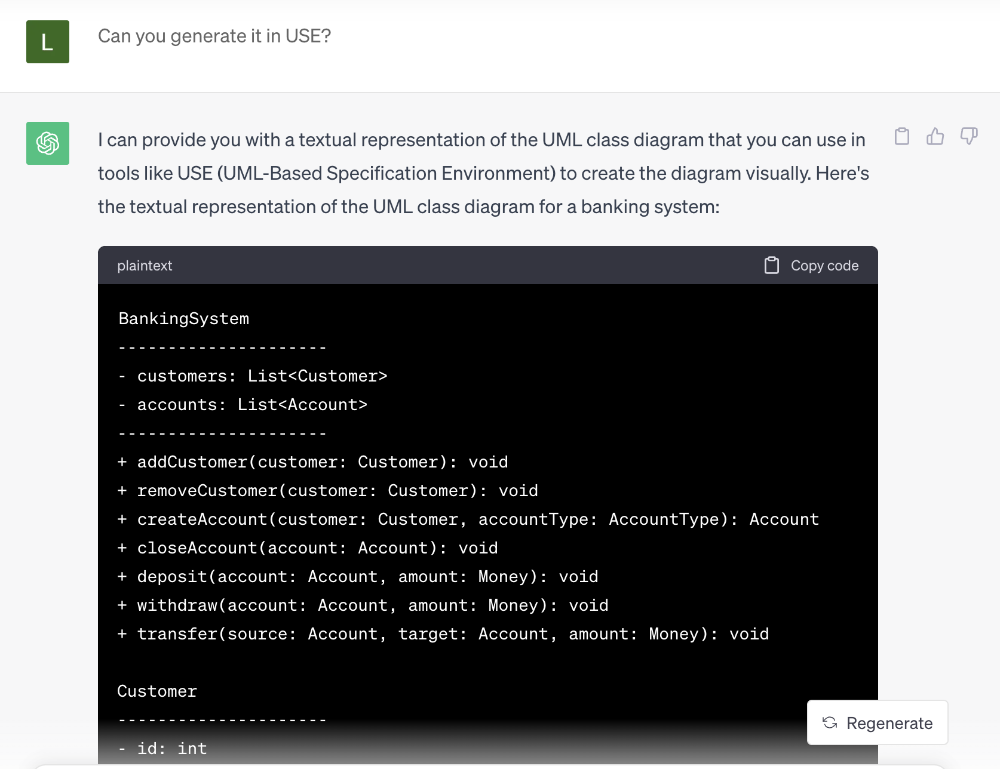 L
Can you generate it in USE?
I can provide you with a textual representation of the UML class diagram that you can use in
tools like USE (UML-Based Specification Environment) to create the diagram visually. Here's
the textual representation of the UML class diagram for a banking system:
plaintext
Copy code
BankingSystem
---------------------
- customers: List<Customer>
- accounts: List<Account>
---------------------
+ addCustomer(customer: Customer): void
+ removeCustomer(customer: Customer): void
+ createAccount(customer: Customer, accountType: AccountType): Account
+ closeAccount(account: Account): void
+ deposit(account: Account, amount: Money): void
+ withdraw(account: Account, amount: Money): void
+ transfer(source: Account, target: Account, amount: Money): void
Customer
---------------------
- id: int
Regenerate